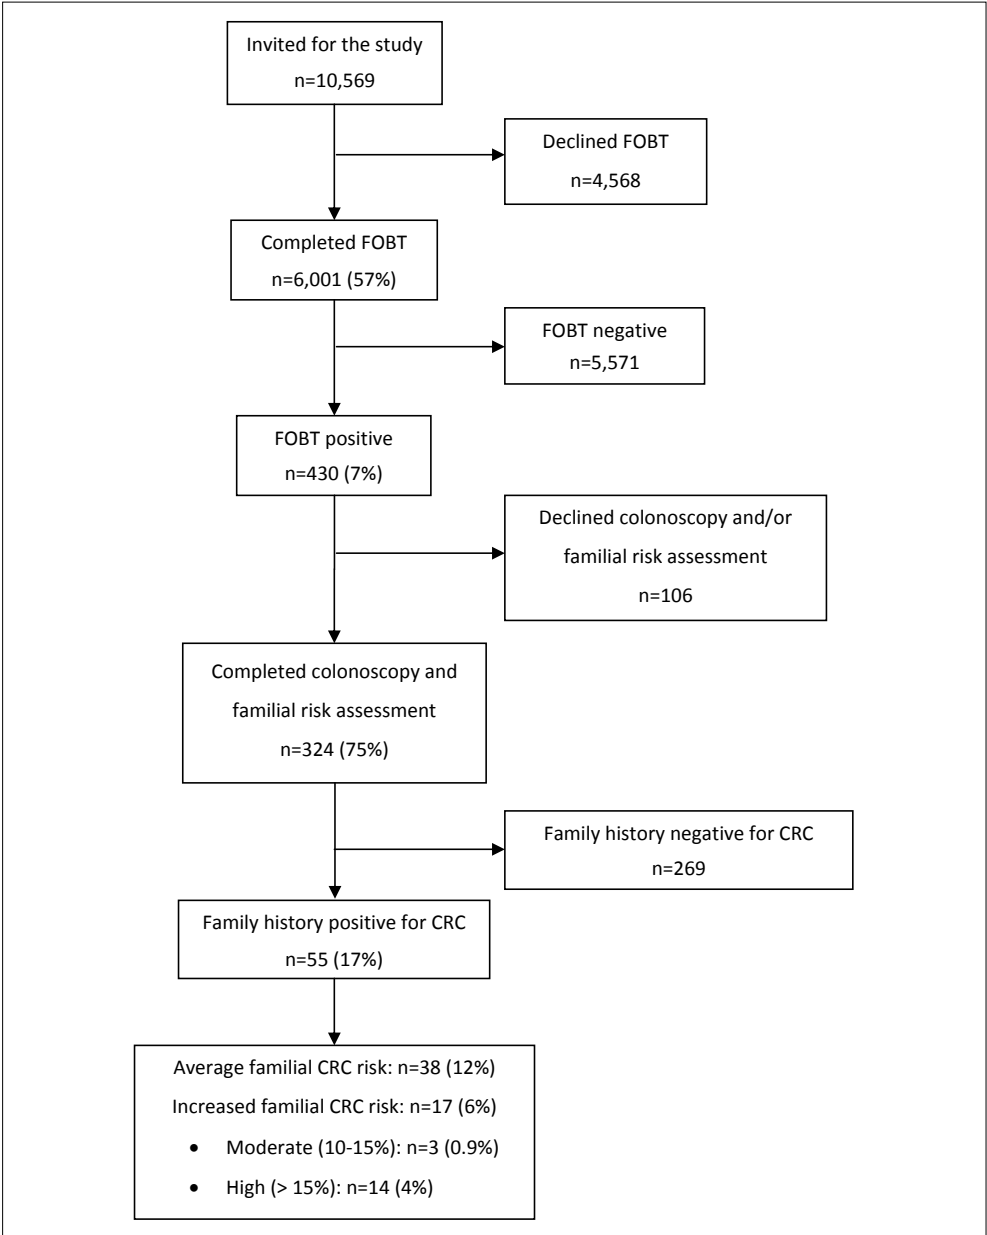 Invited for the study
n=10,569
Declined FOBT
n=4,568
Completed FOBT
n=6,001 (57%)
FOBT negative
n=5,571
FOBT positive
n=430 (7%)
Declined colonoscopy and/or
familial risk assessment
n=106
Completed colonoscopy and
familial risk assessment
n=324 (75%)
Family history negative for CRC
n=269
Family history positive for CRC
n=55 (17%)
Average familial CRC risk: n=38 (12%)
Increased familial CRC risk: n=17 (6%)
• Moderate (10-15%): n=3 (0.9%)
• High (> 15%): n=14 (4%)